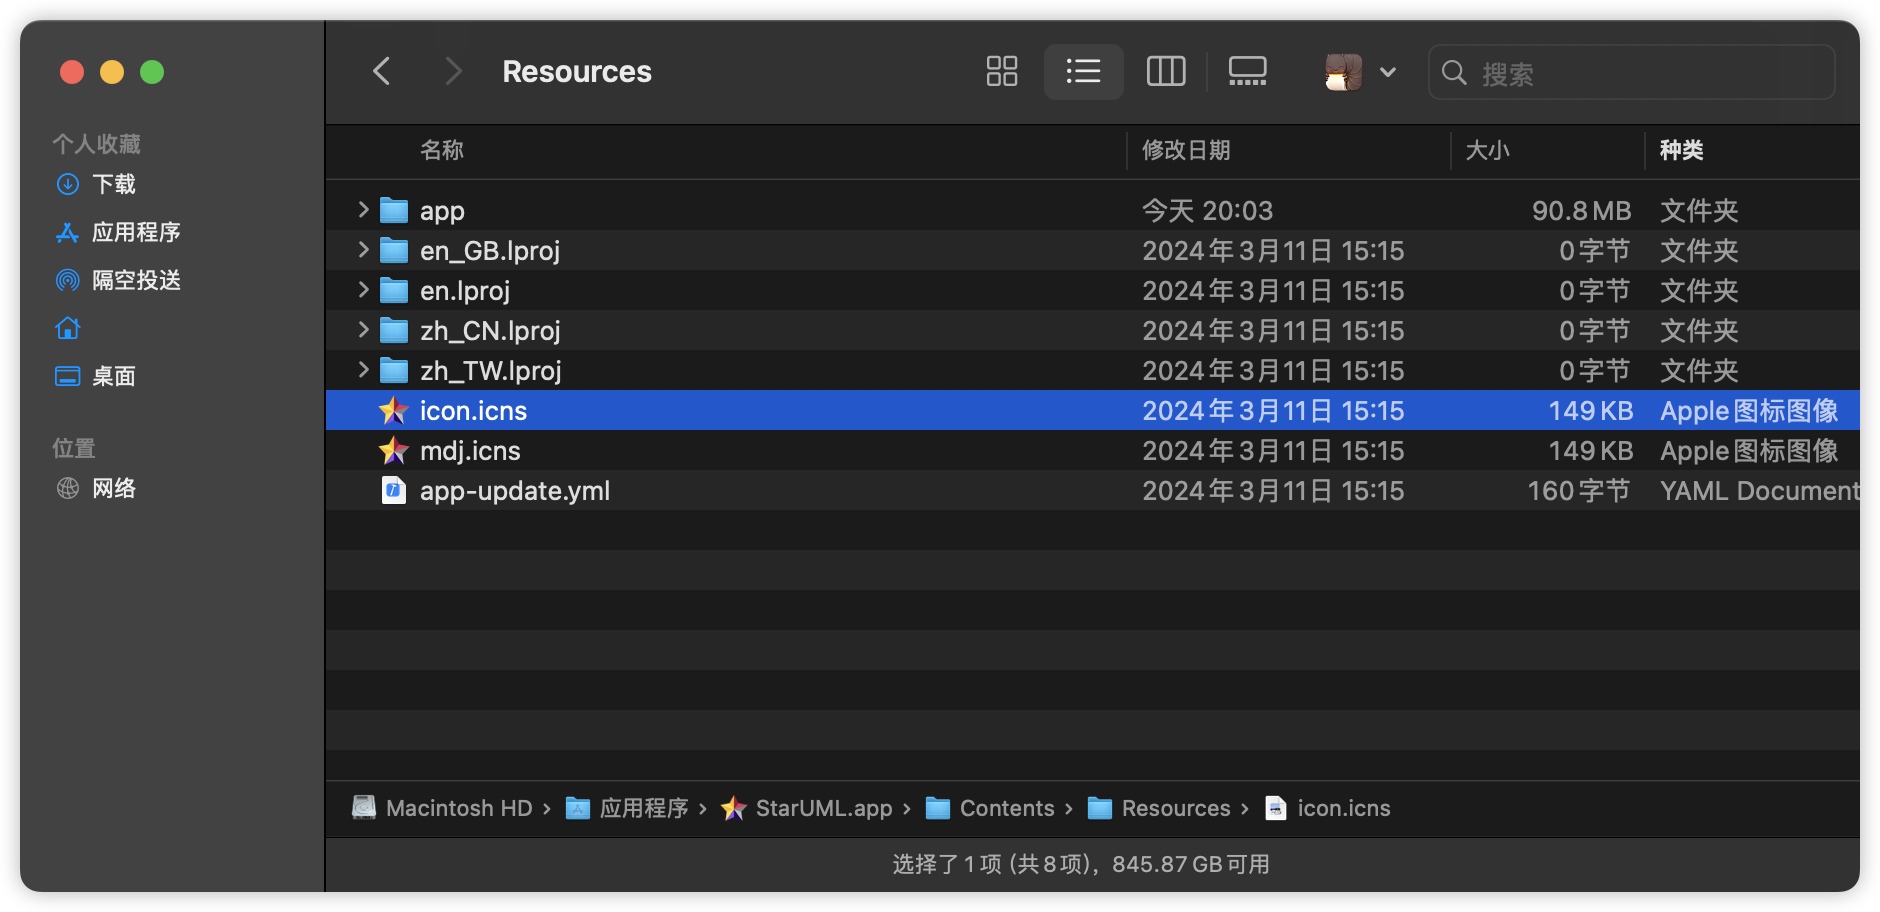 Resources
搜索
个人收藏
下载
应用程序
隔空投送
桌面
位置
网络
名称 修改日期 大小 种类
app 今天 20:03 90.8 MB 文件夹
en_GB.lproj 2024年3月11日 15:15 0字节 文件夹
en.lproj 2024年3月11日 15:15 0字节 文件夹
zh_CN.lproj 2024年3月11日 15:15 0字节 文件夹
zh_TW.lproj 2024年3月11日 15:15 0字节 文件夹
icon.icns 2024年3月11日 15:15 149 KB Apple图标图像
mdj.icns 2024年3月11日 15:15 149 KB Apple图标图像
app-update.yml 2024年3月11日 15:15 160字节 YAML Document
Macintosh HD › 应用程序 › StarUML.app › Contents › Resources › icon.icns
选择了1项 (共8项)，845.87 GB可用